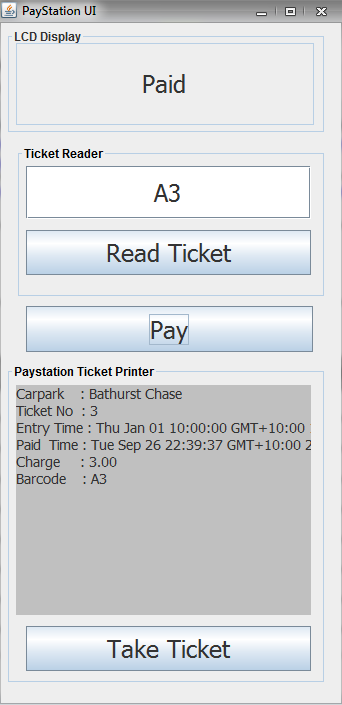 PayStation UI
LCD Display
Paid
Ticket Reader
A3
Read Ticket
Pay
Paystation Ticket Printer
Carpark : Bathurst Chase
Ticket No : 3
Entry Time : Thu Jan 01 10:00:00 GMT+10:00
Paid Time : Tue Sep 26 22:39:37 GMT+10:00 2
Charge : 3.00
Barcode : A3
Take Ticket